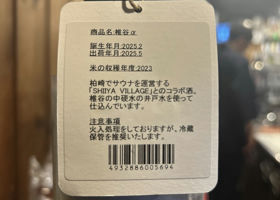 商品名:椎谷α
誕生年月:2025.2
出荷年月:2025.5
米の収穫年度:2023
柏崎でサウナを運営する
「SHIIYA VILLAGE」とのコラボ酒。
椎谷の中硬水の井戸水を使って
仕込んでいます。
注意事項
火入処理をしておりますが、冷蔵
保管を推奨いたします。
4932886005694